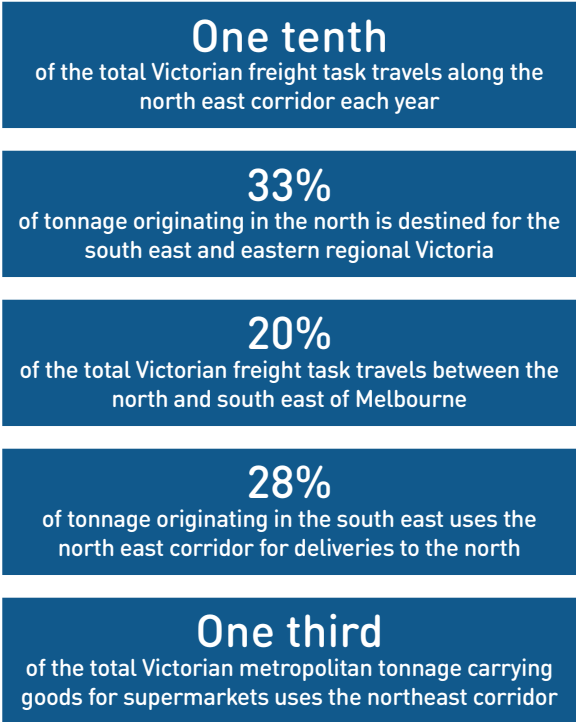 One tenth
of the total Victorian freight task travels along the
north east corridor each year
33%
of tonnage originating in the north is destined for the
south east and eastern regional Victoria
20%
of the total Victorian freight task travels between the
north and south east of Melbourne
28%
of tonnage originating in the south east uses the
north east corridor for deliveries to the north
One third
of the total Victorian metropolitan tonnage carrying
goods for supermarkets uses the northeast corridor